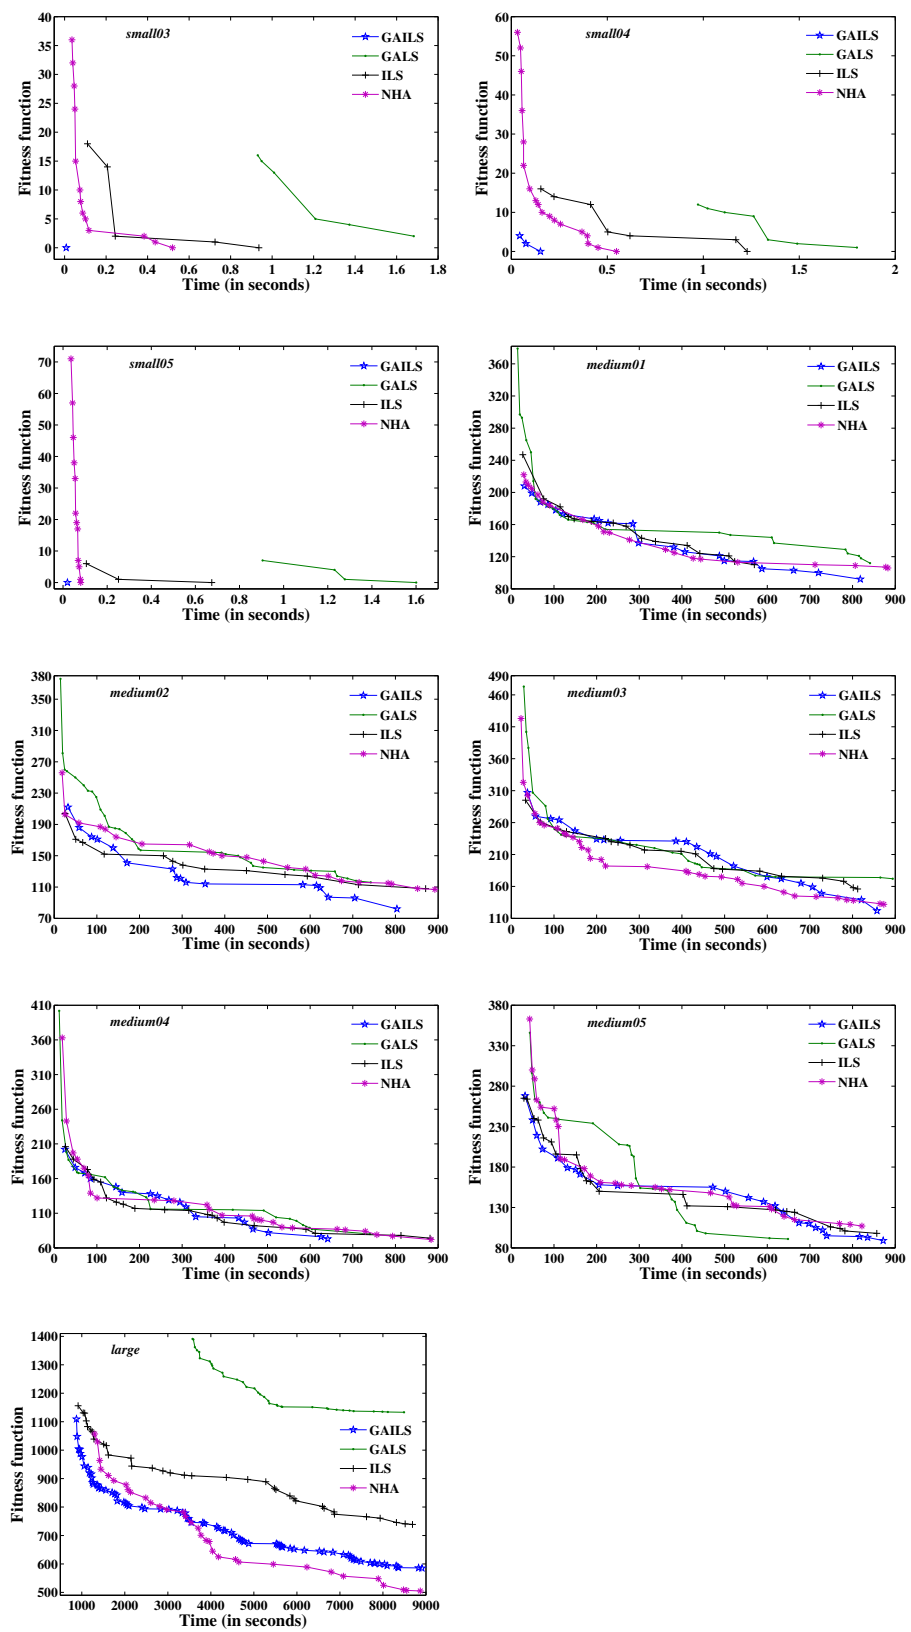 small03
GAILS
GALS
ILS
NHA
Fitness function
40
35
30
25
20
15
10
5
0
0 0.2 0.4 0.6 0.8 1 1.2 1.4 1.6 1.8
Time (in seconds)
small04
GAILS
GALS
ILS
NHA
Fitness function
60
50
40
30
20
10
0
0 0.5 1 1.5 2
Time (in seconds)
small05
GAILS
GALS
ILS
NHA
Fitness function
70
60
50
40
30
20
10
0
0 0.2 0.4 0.6 0.8 1 1.2 1.4 1.6
Time (in seconds)
medium01
GAILS
GALS
ILS
NHA
Fitness function
360
320
280
240
200
160
120
80
0 100 200 300 400 500 600 700 800 900
Time (in seconds)
medium02
GAILS
GALS
ILS
NHA
Fitness function
380
350
310
270
230
190
150
110
70
0 100 200 300 400 500 600 700 800 900
Time (in seconds)
medium03
GAILS
GALS
ILS
NHA
Fitness function
490
460
410
360
310
260
210
160
110
0 100 200 300 400 500 600 700 800 900
Time (in seconds)
medium04
GAILS
GALS
ILS
NHA
Fitness function
410
360
310
260
210
160
110
60
0 100 200 300 400 500 600 700 800 900
Time (in seconds)
medium05
GAILS
GALS
ILS
NHA
Fitness function
380
330
280
230
180
130
80
0 100 200 300 400 500 600 700 800 900
Time (in seconds)
large
GAILS
GALS
ILS
NHA
Fitness function
1400
1300
1200
1100
1000
900
800
700
600
500
1000 2000 3000 4000 5000 6000 7000 8000 9000
Time (in seconds)